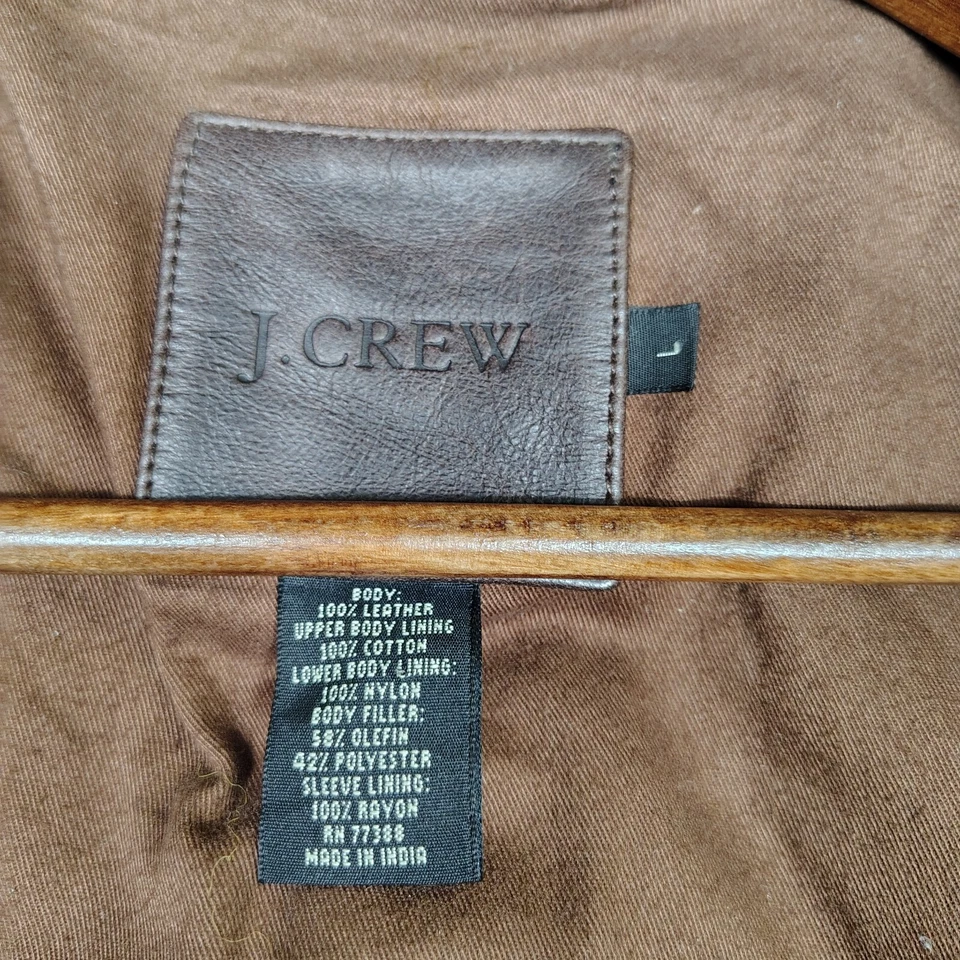 J.CREW
L
BODY:
100% LEATHER
UPPER BODY LINING
100% COTTON
LOWER BODY LINING:
100% NYLON
BODY FILLER:
58% OLEFIN
42% POLYESTER
SLEEVE LINING:
100% RAYON
RN 77388
MADE IN INDIA